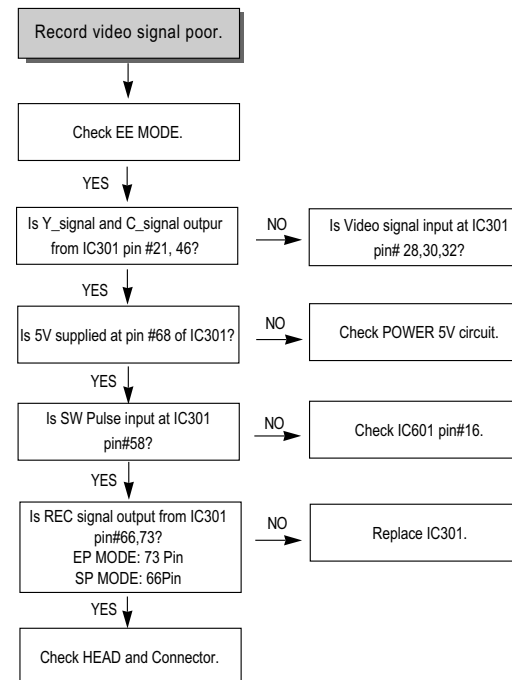 Record video signal poor.
Check EE MODE.
YES
Is Y_signal and C_signal outpur
from IC301 pin #21, 46?
NO
Is Video signal input at IC301
pin# 28,30,32?
YES
Is 5V supplied at pin #68 of IC301?
NO
Check POWER 5V circuit.
YES
Is SW Pulse input at IC301
pin#58?
NO
Check IC601 pin#16.
YES
Is REC signal output from IC301
pin#66,73?
EP MODE: 73 Pin
SP MODE: 66Pin
NO
Replace IC301.
YES
Check HEAD and Connector.